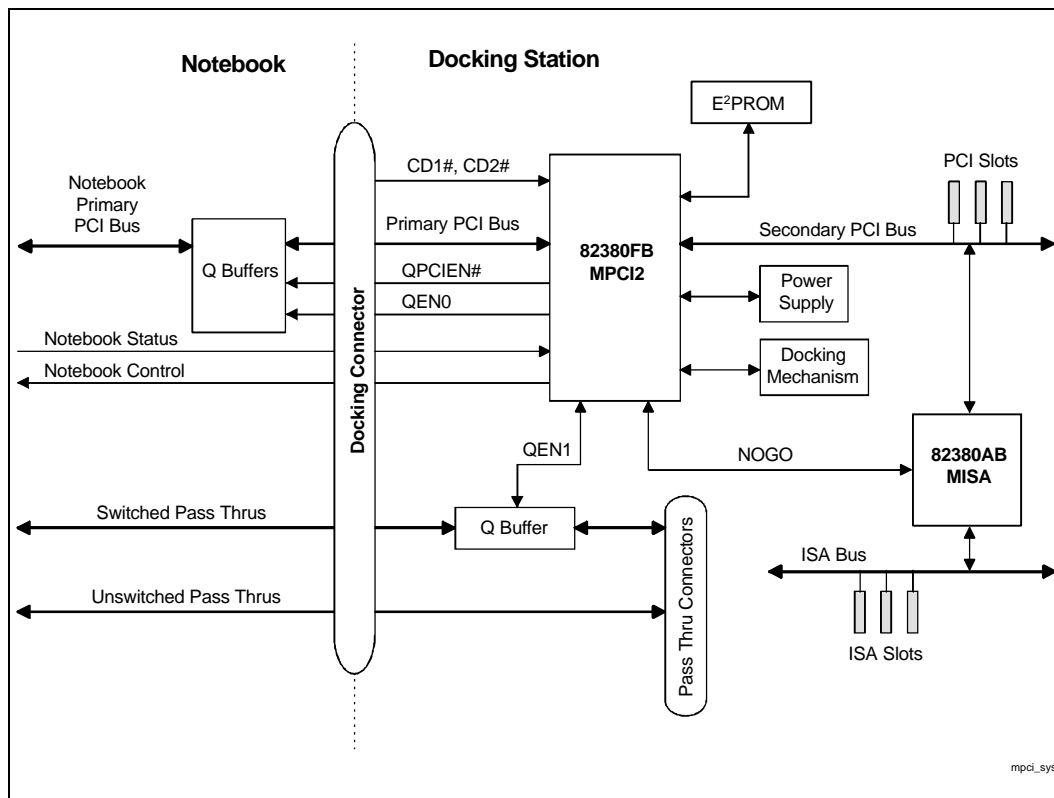 Notebook
Docking Station
E²PROM
CD1#, CD2#
PCI Slots
Notebook
Primary
PCI Bus
Primary PCI Bus
82380FB
MPCI2
Secondary PCI Bus
Q Buffers
QPCIEN#
Power
Supply
QEN0
Notebook Status
Docking
Mechanism
Notebook Control
Docking Connector
QEN1
NOGO
82380AB
MISA
Switched Pass Thrus
Q Buffer
ISA Bus
Unswitched Pass Thrus
Pass Thru Connectors
ISA Slots
mpci_sys